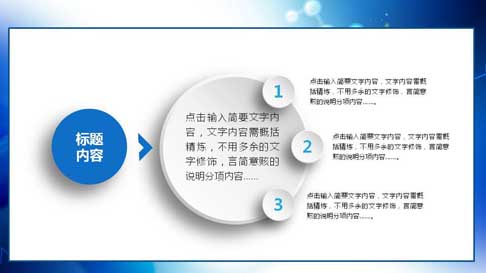 标题
内容
点击输入简要文字内
容，文字内容需概括
精炼，不用多余的文
字修饰，言简意赅的
说明分项内容……
1
点击输入简要文字内容，文字内容需概
括精炼，不用多余的文字修饰，言简意
赅的说明分项内容……。
2
点击输入简要文字内容，文字内容需概
括精炼，不用多余的文字修饰，言简意
赅的说明分项内容……。
3
点击输入简要文字内容，文字内容需概
括精炼，不用多余的文字修饰，言简意
赅的说明分项内容……。